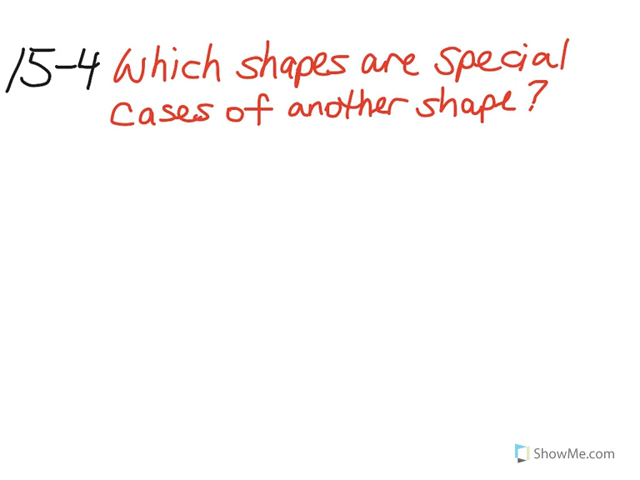 15-4 Which shapes are special
cases of another shape?
ShowMe.com